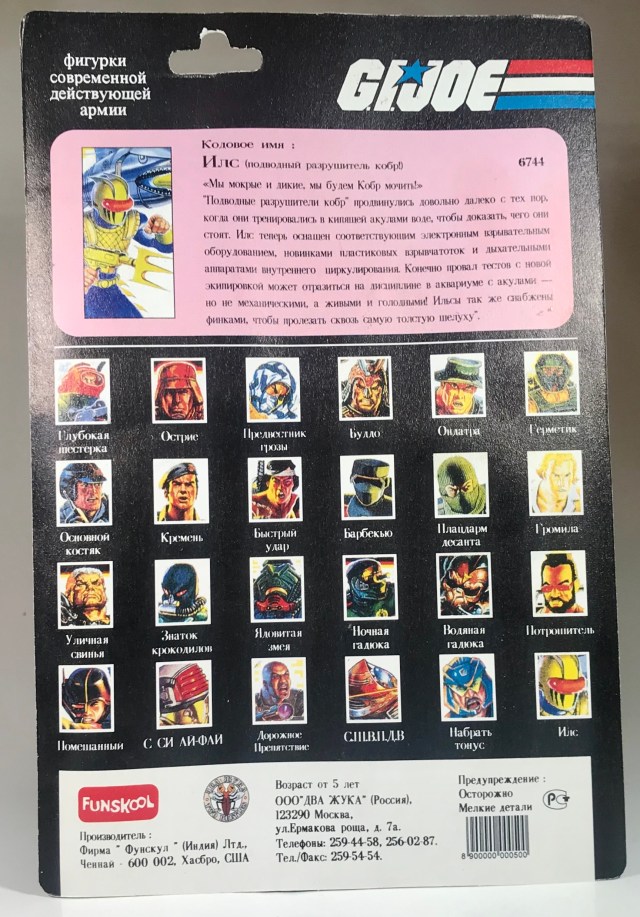 фигурки
современной
действующей
армии
G.I.JOE
Кодовое имя :
Илс (подводный разрушитель кобр!)
6744
«Мы мокрые и дикие, мы будем Кобр мочить!»
"Подводные разрушители кобр" продвинулись довольно далеко с тех пор,
когда они тренировались в кипящей акулами воде, чтобы доказать, чего они
стоят. Илс теперь оснащен соответствующим электронным взрывательным
оборудованием, новинками пластиковых взрывчатоток и дыхательными
аппаратами внутреннего циркулирования. Конечно провал тестов с новой
экипировкой может отразиться на дисциплине в аквариуме с акулами —
но не механическими, а живыми и голодными! Ильсы так же снабжены
финками, чтобы пролезать сквозь самую толстую шелуху".
Глубокая шестерка
Острие
Предвестник грозы
Булдо
Ондатра
Герметик
Основной костяк
Кремень
Быстрый удар
Барбекью
Плацдарм десанта
Громила
Уличная свинья
Знаток крокодилов
Ядовитая змея
Ночная гадюка
Водяная гадюка
Потрошитель
Помешанный
С СИ АЙ-ФАЙ
Дорожное Препятствие
Набрать тонус
Илс
FUNSKOOL
Производитель :
Фирма " Фунскул " (Индия) Лтд.,
Ченнай - 600 002, Хасбро, США
Возраст от 5 лет
ООО"ДВА ЖУКА" (Россия),
123290 Москва,
ул.Ермакова роща, д. 7а.
Телефоны: 259-44-58, 256-02-87.
Тел./Факс: 259-54-54.
Предупреждение :
Осторожно
Мелкие детали
8 900000 000500